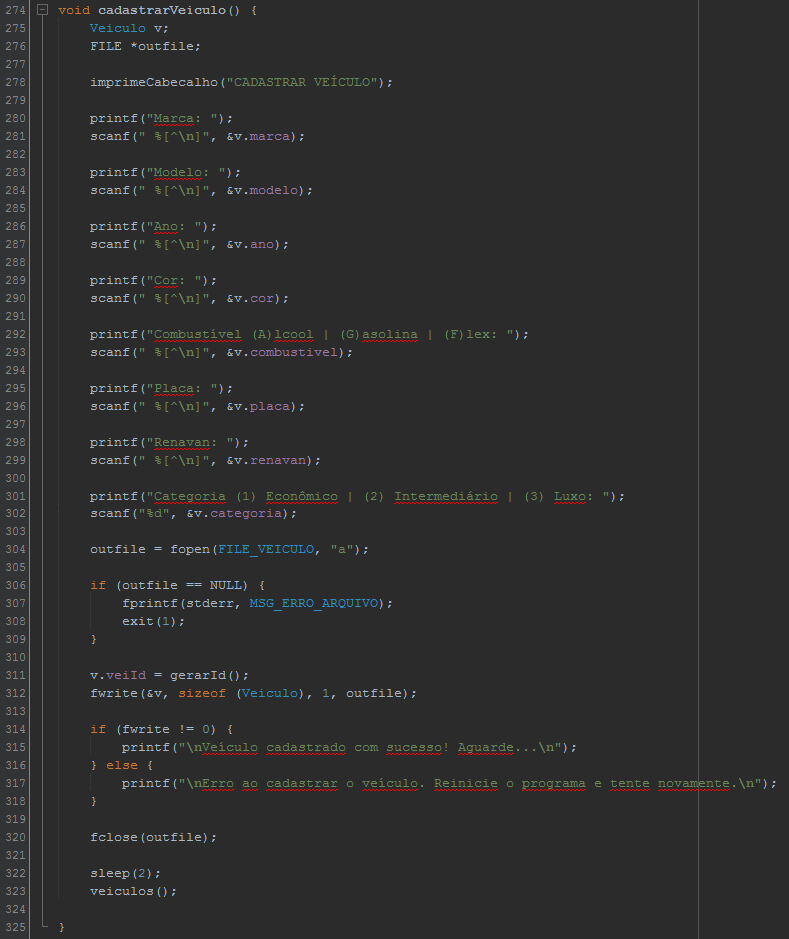 274 void cadastrarVeiculo() {
275 Veiculo v;
276 FILE *outfile;
277
278 imprimeCabecalho("CADASTRAR VEÍCULO");
279
280 printf("Marca: ");
281 scanf(" %[^\n]", &v.marca);
282
283 printf("Modelo: ");
284 scanf(" %[^\n]", &v.modelo);
285
286 printf("Ano: ");
287 scanf(" %[^\n]", &v.ano);
288
289 printf("Cor: ");
290 scanf(" %[^\n]", &v.cor);
291
292 printf("Combustível (A)lcool | (G)asolina | (F)lex: ");
293 scanf(" %[^\n]", &v.combustivel);
294
295 printf("Placa: ");
296 scanf(" %[^\n]", &v.placa);
297
298 printf("Renavan: ");
299 scanf(" %[^\n]", &v.renavan);
300
301 printf("Categoria (1) Econômico | (2) Intermediário | (3) Luxo: ");
302 scanf("%d", &v.categoria);
303
304 outfile = fopen(FILE_VEICULO, "a");
305
306 if (outfile == NULL) {
307 fprintf(stderr, MSG_ERRO_ARQUIVO);
308 exit(1);
309 }
310
311 v.veiId = gerarId();
312 fwrite(&v, sizeof (Veiculo), 1, outfile);
313
314 if (fwrite != 0) {
315 printf("\nVeículo cadastrado com sucesso! Aguarde...\n");
316 } else {
317 printf("\nErro ao cadastrar o veículo. Reinicie o programa e tente novamente.\n");
318 }
319
320 fclose(outfile);
321
322 sleep(2);
323 veiculos();
324
325 }